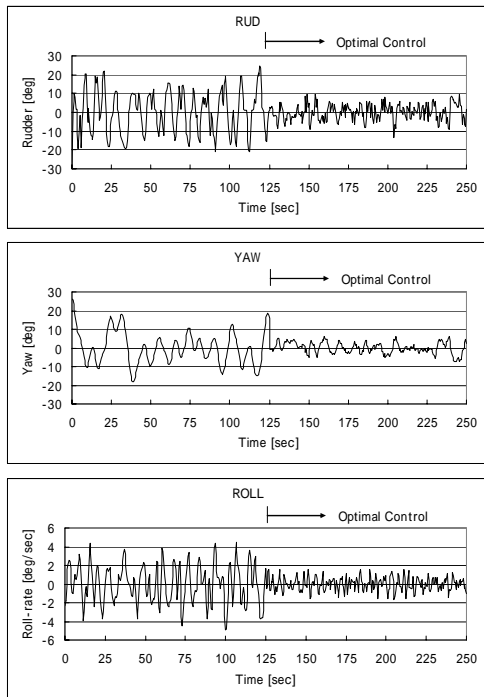 RUD
Optimal Control
Rudder [deg]
30
20
10
0
-10
-20
-30
0 25 50 75 100 125 150 175 200 225 250
Time [sec]
YAW
Optimal Control
Yaw [deg]
30
20
10
0
-10
-20
-30
0 25 50 75 100 125 150 175 200 225 250
Time [sec]
ROLL
Optimal Control
Roll-rate [deg/sec]
6
4
2
0
-2
-4
-6
0 25 50 75 100 125 150 175 200 225 250
Time [sec]